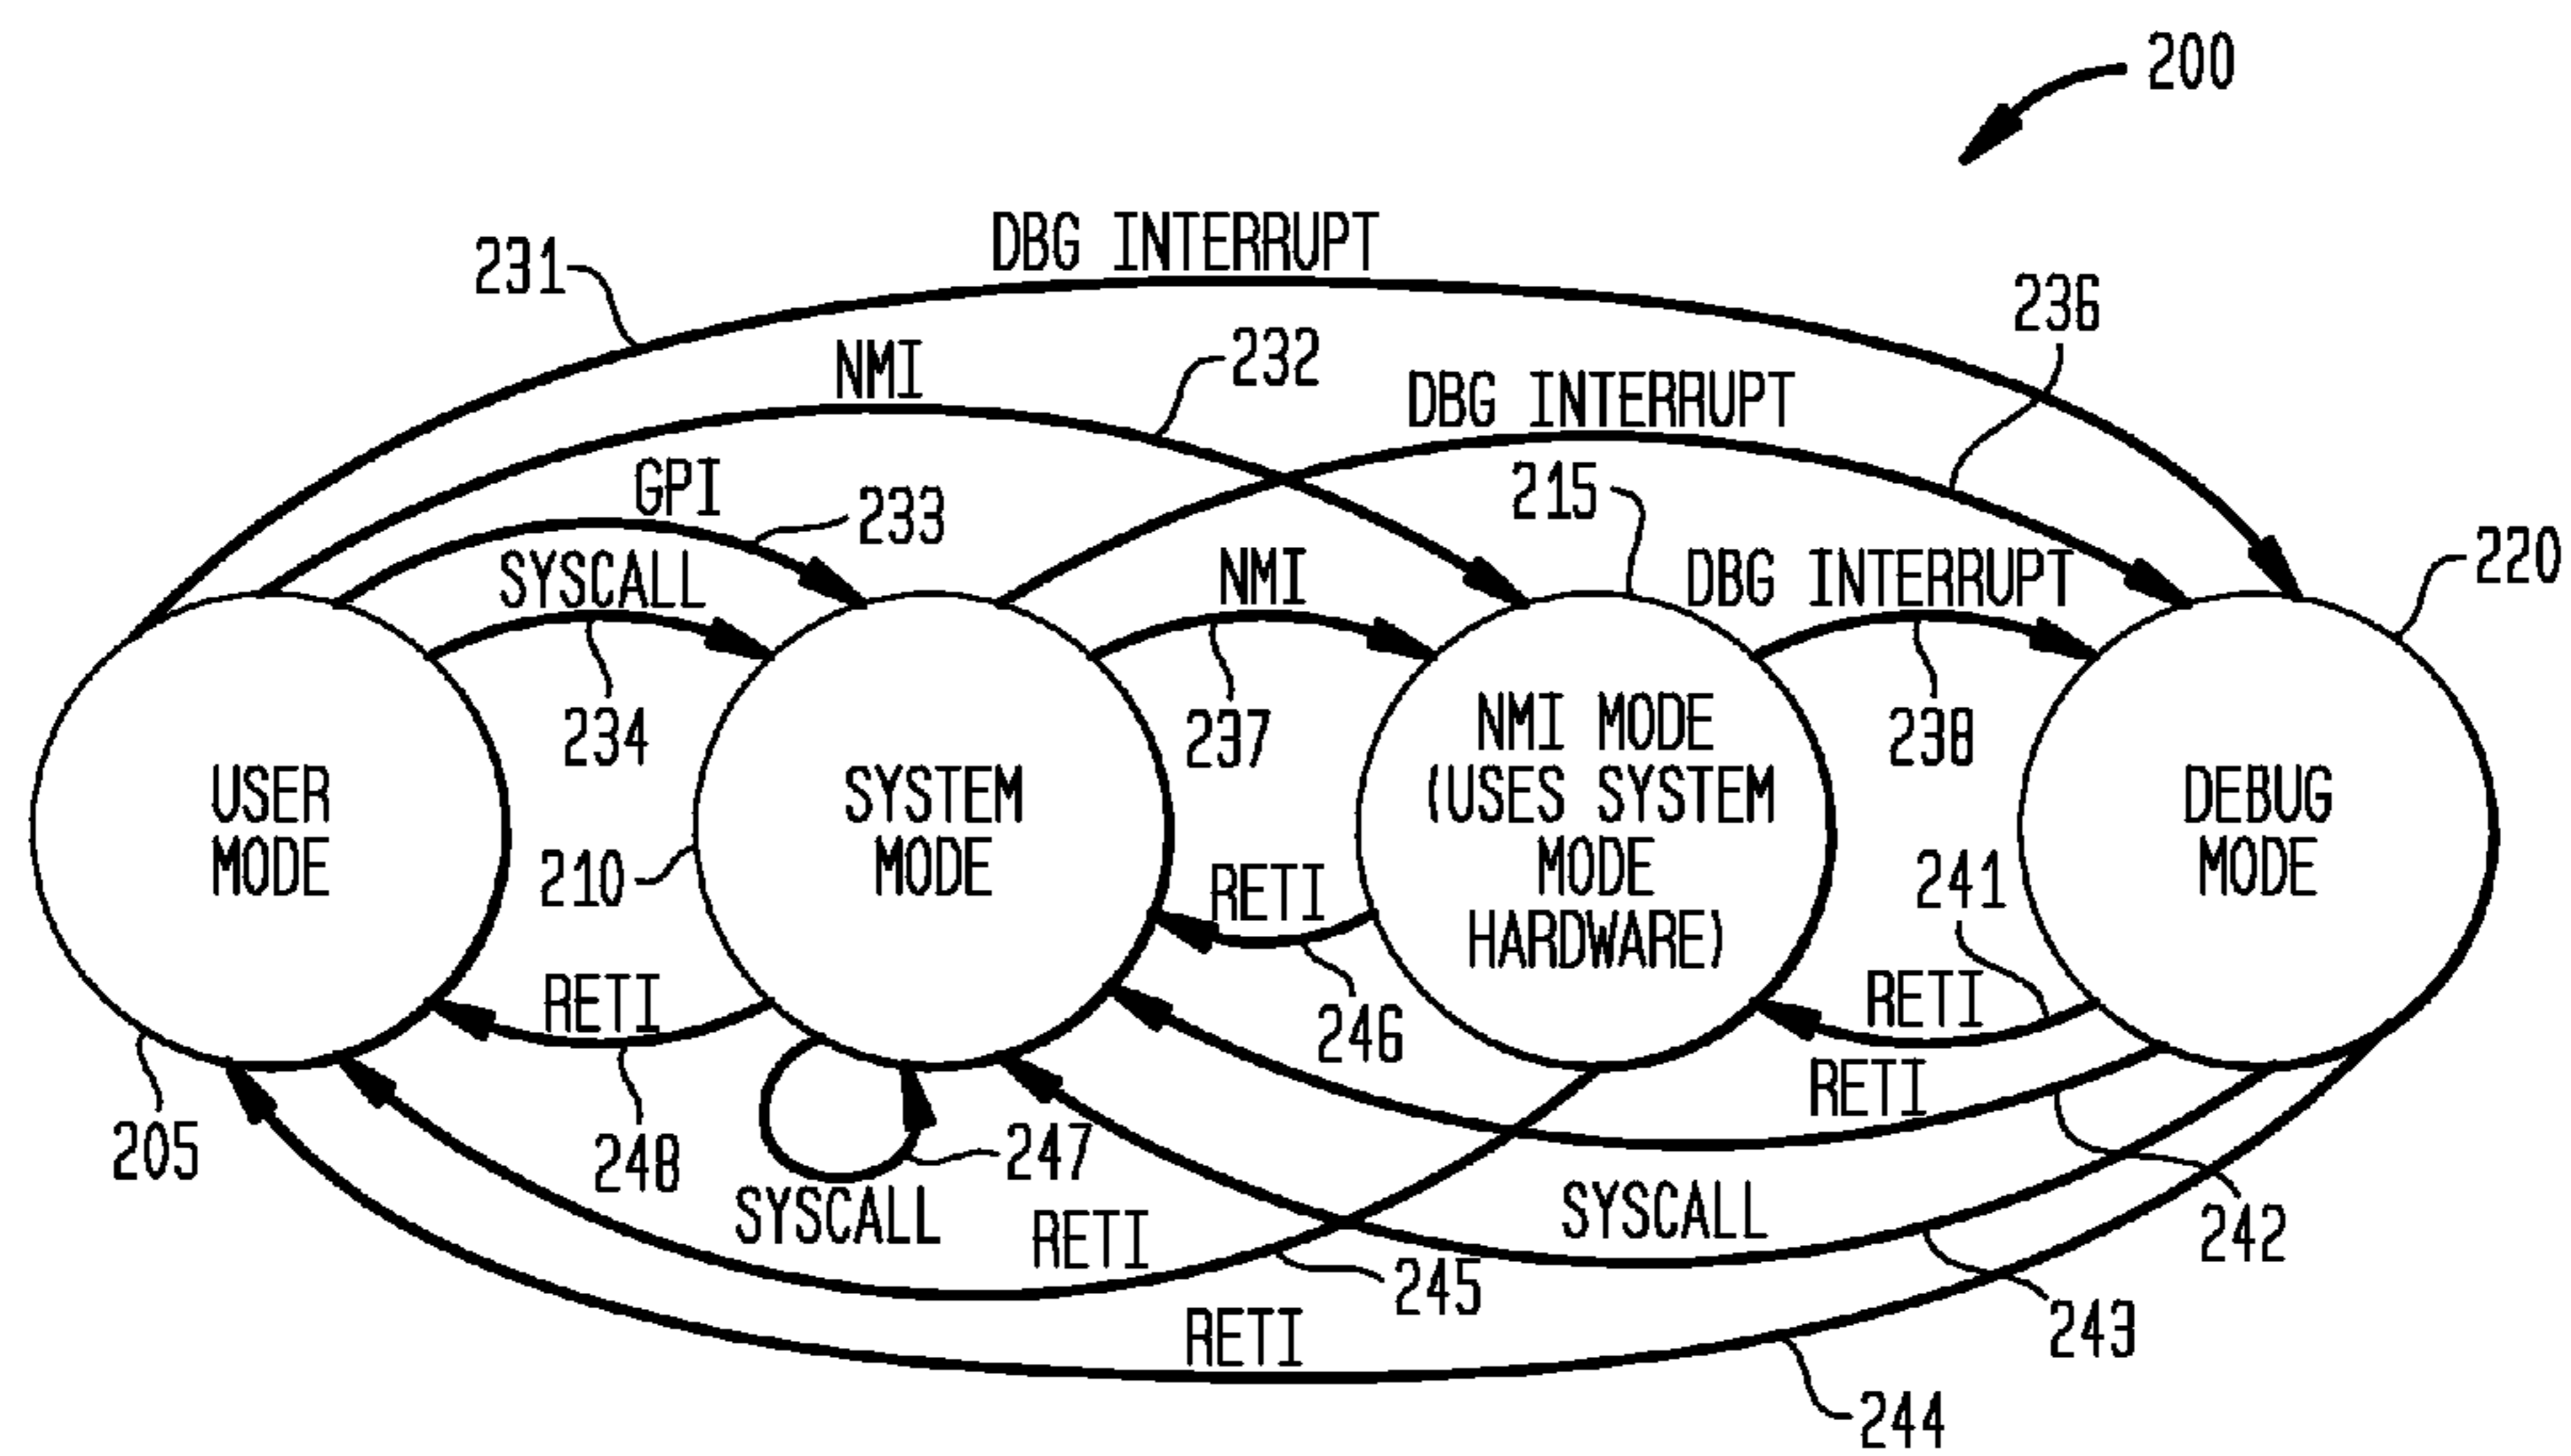 200
DBG INTERRUPT
231
236
NMI
232
DBG INTERRUPT
GPI
233
215
SYSCALL
NMI
DBG INTERRUPT
220
234
237
238
USER
MODE
SYSTEM
MODE
NMI MODE
(USES SYSTEM
MODE
HARDWARE)
DEBUG
MODE
210
RETI
241
RETI
246
RETI
RETI
205
248
247
SYSCALL
RETI
SYSCALL
242
245
243
RETI
244